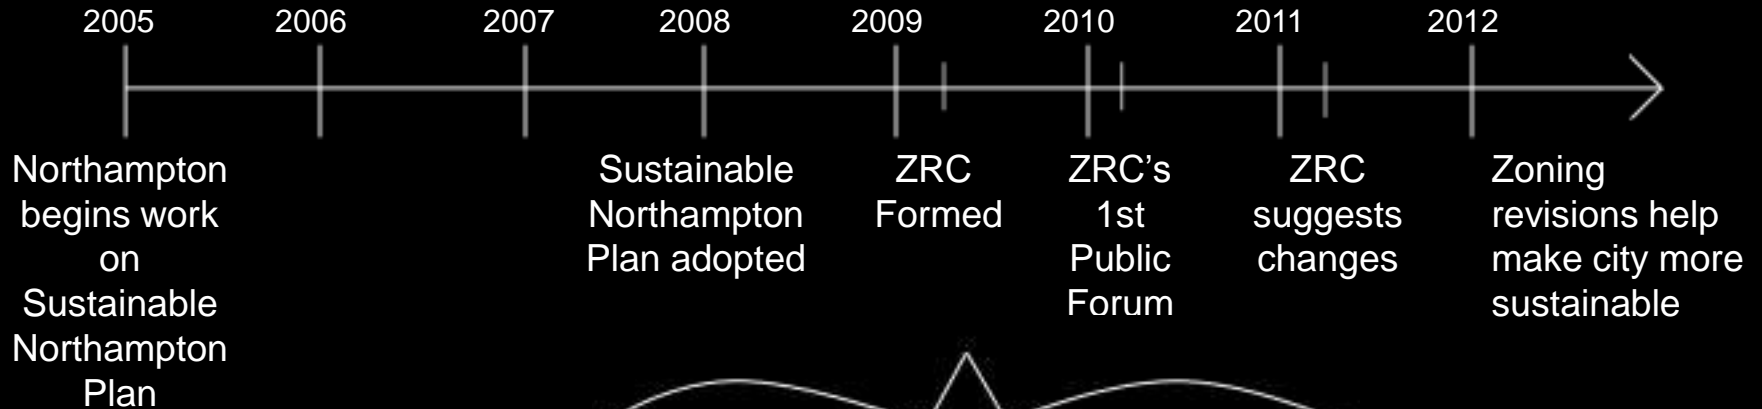 2005 2006 2007 2008 2009 2010 2011 2012
Northampton
begins work
on
Sustainable
Northampton
Plan
Sustainable
Northampton
Plan adopted
ZRC
Formed
ZRC's
1st
Public
Forum
ZRC
suggests
changes
Zoning
revisions help
make city more
sustainable